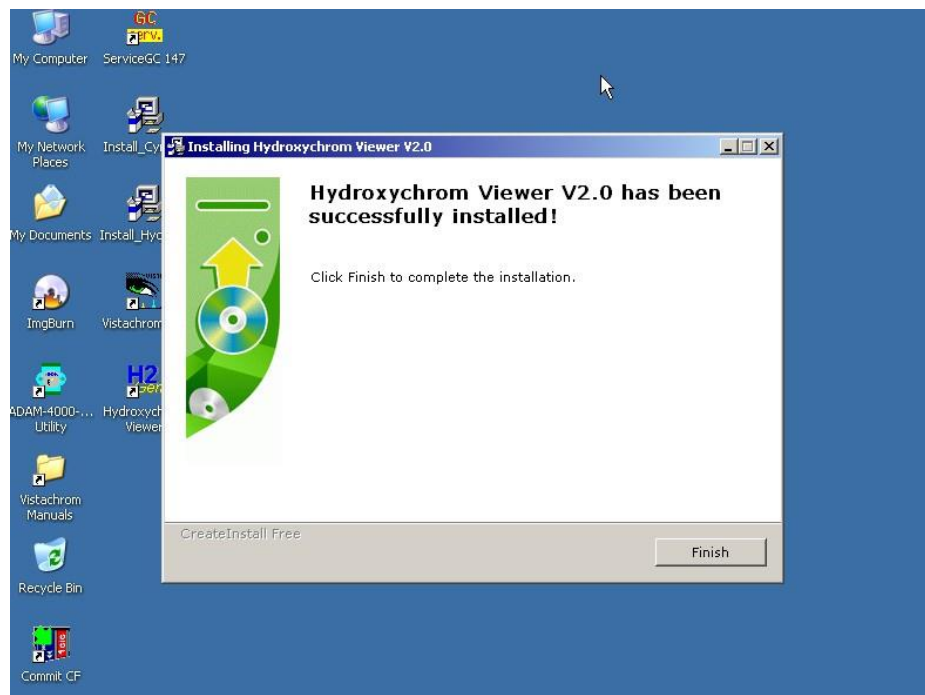 GC
serv.
My Computer
ServiceGC 147
My Network
Places
Install_Cy
My Documents
Install_Hyd
ImgBurn
Vistachrom
ADAM-4000-...
Utility
H2
Gen
Hydroxych
Viewer
Vistachrom
Manuals
Recycle Bin
Commit CF
Installing Hydroxychrom Viewer V2.0
Hydroxychrom Viewer V2.0 has been
successfully installed!
Click Finish to complete the installation.
CreateInstall Free
Finish